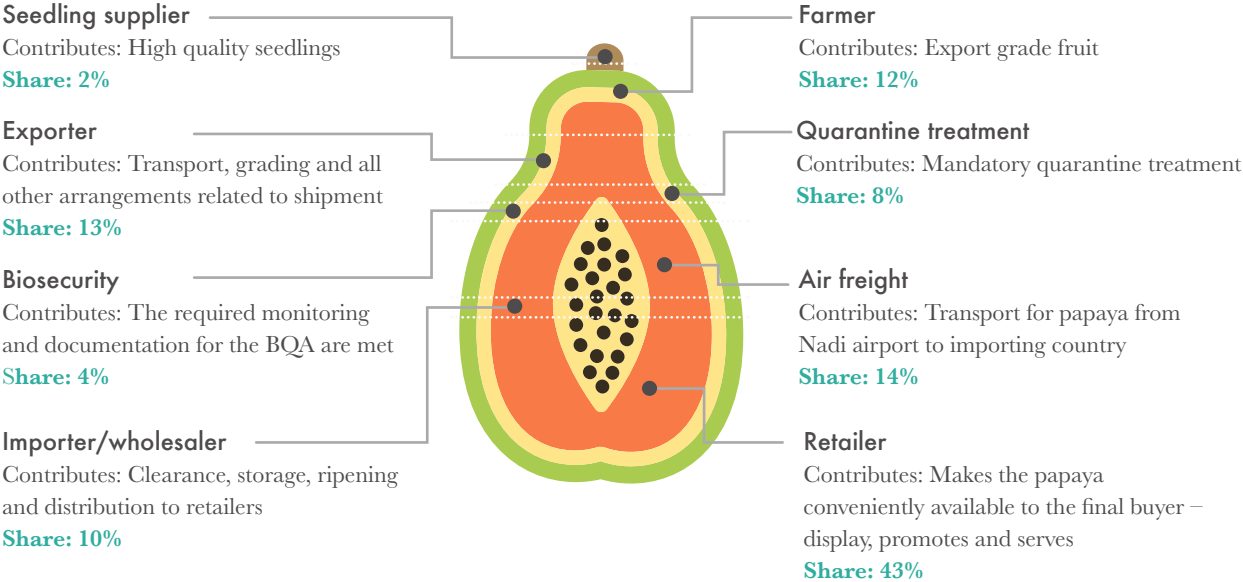 Seedling supplier
Contributes: High quality seedlings
Share: 2%
Exporter
Contributes: Transport, grading and all
other arrangements related to shipment
Share: 13%
Biosecurity
Contributes: The required monitoring
and documentation for the BQA are met
Share: 4%
Importer/wholesaler
Contributes: Clearance, storage, ripening
and distribution to retailers
Share: 10%
Farmer
Contributes: Export grade fruit
Share: 12%
Quarantine treatment
Contributes: Mandatory quarantine treatment
Share: 8%
Air freight
Contributes: Transport for papaya from
Nadi airport to importing country
Share: 14%
Retailer
Contributes: Makes the papaya
conveniently available to the final buyer –
display, promotes and serves
Share: 43%